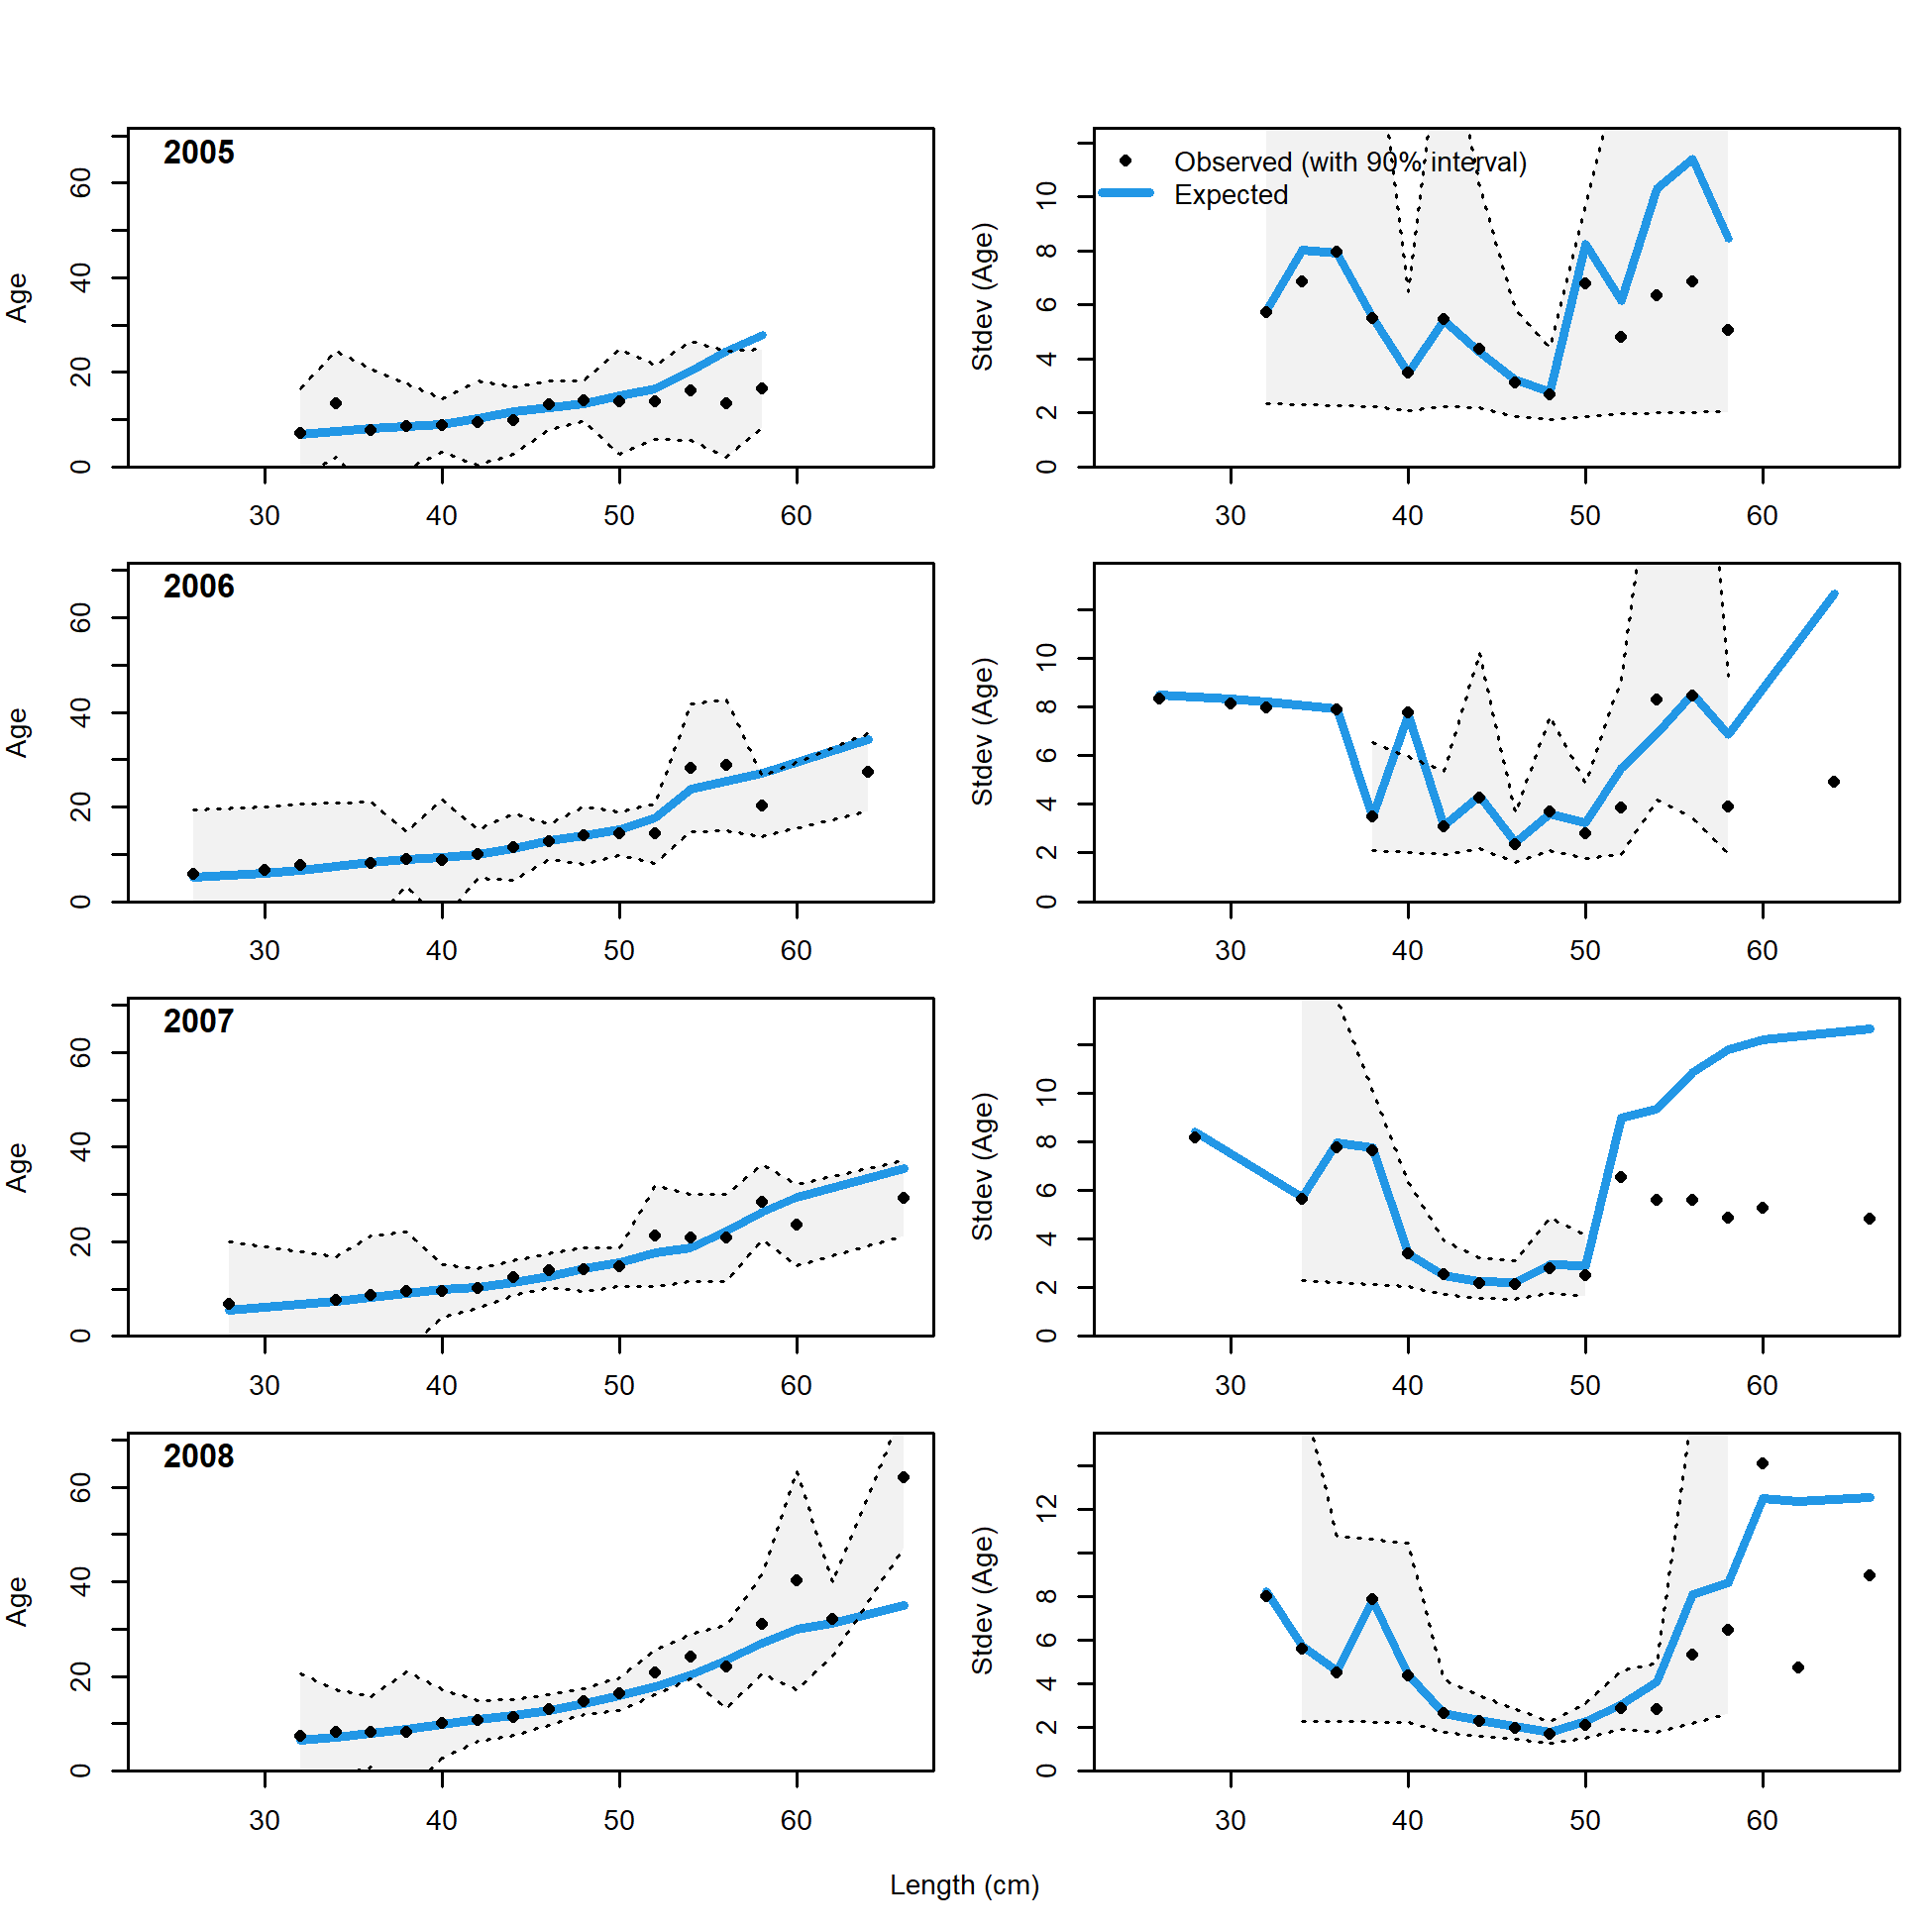 2005
Age
0 20 40 60
30 40 50 60
Observed (with 90% interval)
Expected
Stdev (Age)
0 2 4 6 8 10
30 40 50 60
2006
Age
0 20 40 60
30 40 50 60
Stdev (Age)
0 2 4 6 8 10
30 40 50 60
2007
Age
0 20 40 60
30 40 50 60
Stdev (Age)
0 2 4 6 8 10
30 40 50 60
2008
Age
0 20 40 60
30 40 50 60
Stdev (Age)
0 2 4 6 8 12
30 40 50 60
Length (cm)